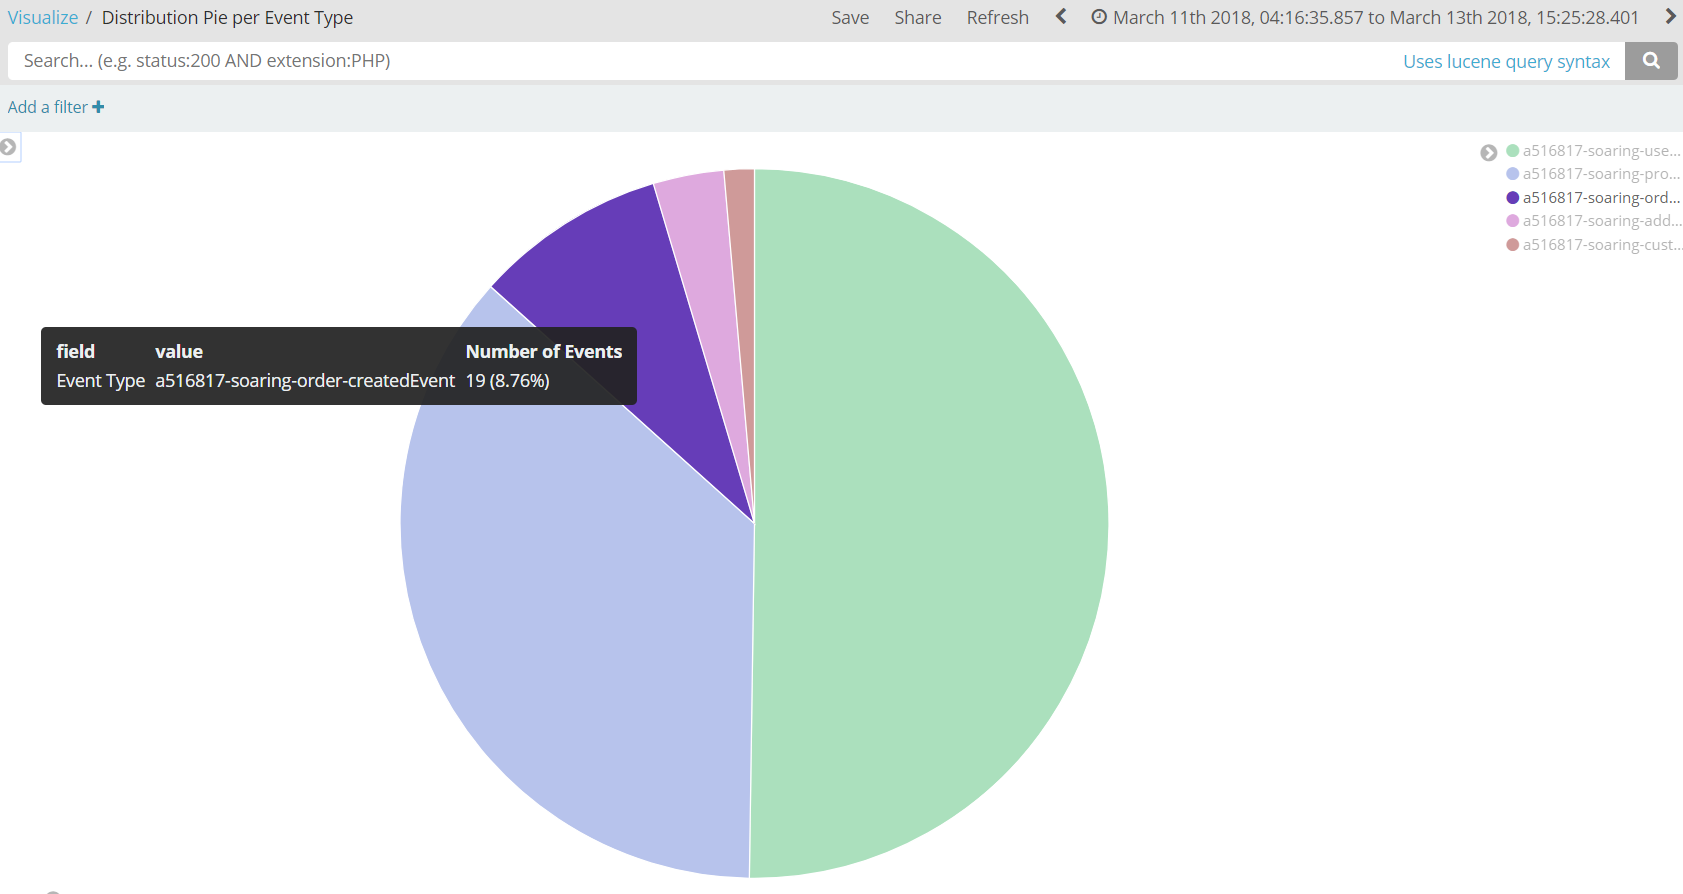 Visualize / Distribution Pie per Event Type
Save Share Refresh March 11th 2018, 04:16:35.857 to March 13th 2018, 15:25:28.401
Search... (e.g. status:200 AND extension:PHP) Uses lucene query syntax
Add a filter +
a516817-soaring-use...
a516817-soaring-pro...
a516817-soaring-ord...
a516817-soaring-add...
a516817-soaring-cust...
field value Number of Events
Event Type a516817-soaring-order-createdEvent 19 (8.76%)